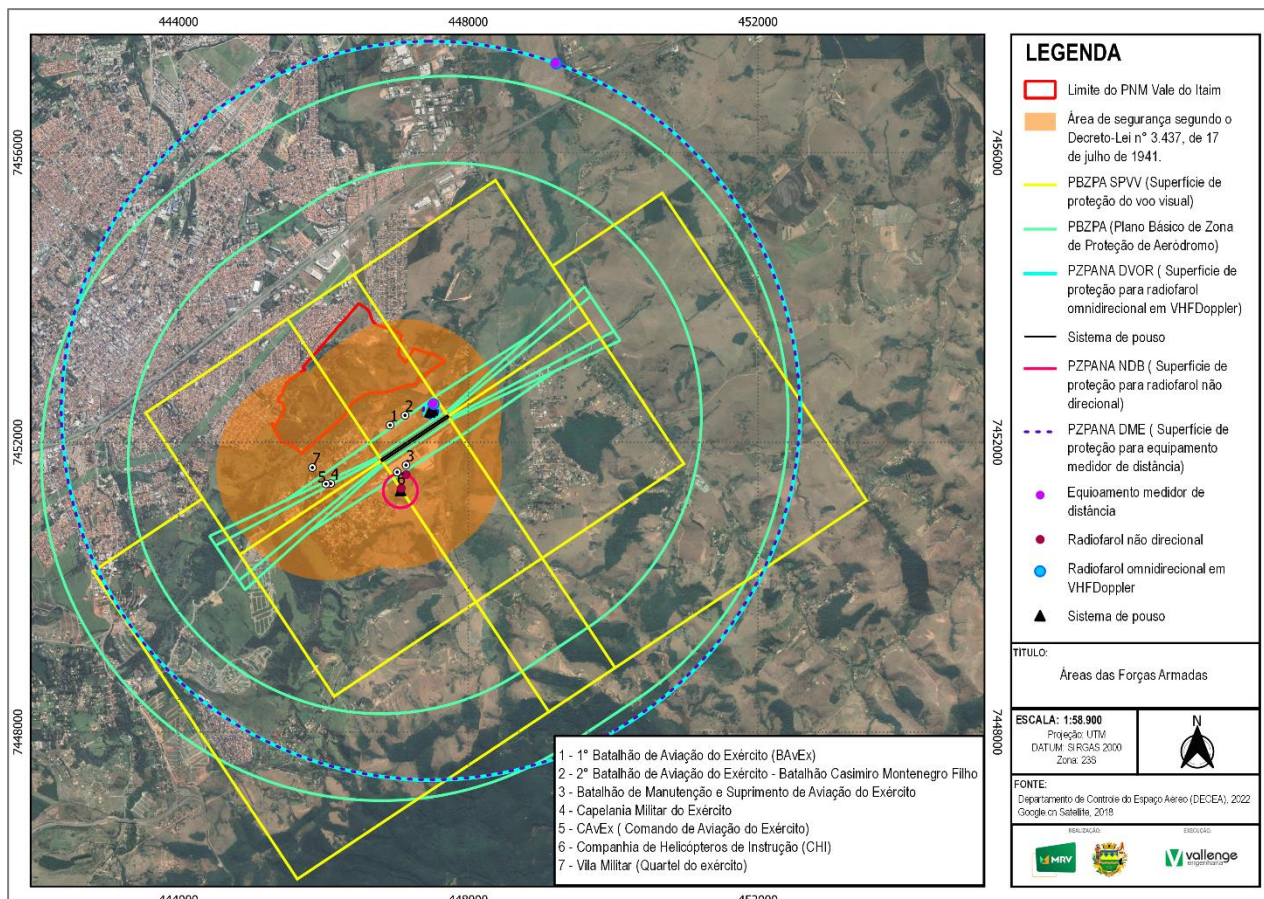 444000
448000
452000
7456000
7452000
7448000
7456000
7452000
7448000
1
2
3
7
5
4
6
1 - 1° Batalhão de Aviação do Exército (BAvEx)
2 - 2° Batalhão de Aviação do Exército - Batalhão Casimiro Montenegro Filho
3 - Batalhão de Manutenção e Suprimento de Aviação do Exército
4 - Capelania Militar do Exército
5 - CAvEx ( Comando de Aviação do Exército)
6 - Companhia de Helicópteros de Instrução (CHI)
7 - Vila Militar (Quartel do exército)
444000
448000
452000
LEGENDA
Limite do PNM Vale do Itaim
Área de segurança segundo o
Decreto-Lei n° 3.437, de 17
de julho de 1941.
PBZPA SPVV (Superfície de
proteção do voo visual)
PBZPA (Plano Básico de Zona
de Proteção de Aeródromo)
PZPANA DVOR ( Superfície de
proteção para radiofarol
omnidirecional em VHFDoppler)
Sistema de pouso
PZPANA NDB ( Superfície de
proteção para radiofarol não
direcional)
PZPANA DME ( Superfície de
proteção para equipamento
medidor de distância)
Equioamento medidor de
distância
Radiofarol não direcional
Radiofarol omnidirecional em
VHFDoppler
Sistema de pouso
TÍTULO:
Áreas das Forças Armadas
ESCALA: 1:58.900
Projeção: UTM
DATUM: SIRGAS 2000
Zona: 23S
N
FONTE:
Departamento de Controle do Espaço Aéreo (DECEA), 2022
Google.cn Satellite, 2018
REALIZAÇÃO:
EXECUÇÃO:
MRV
vallenge
engenharia